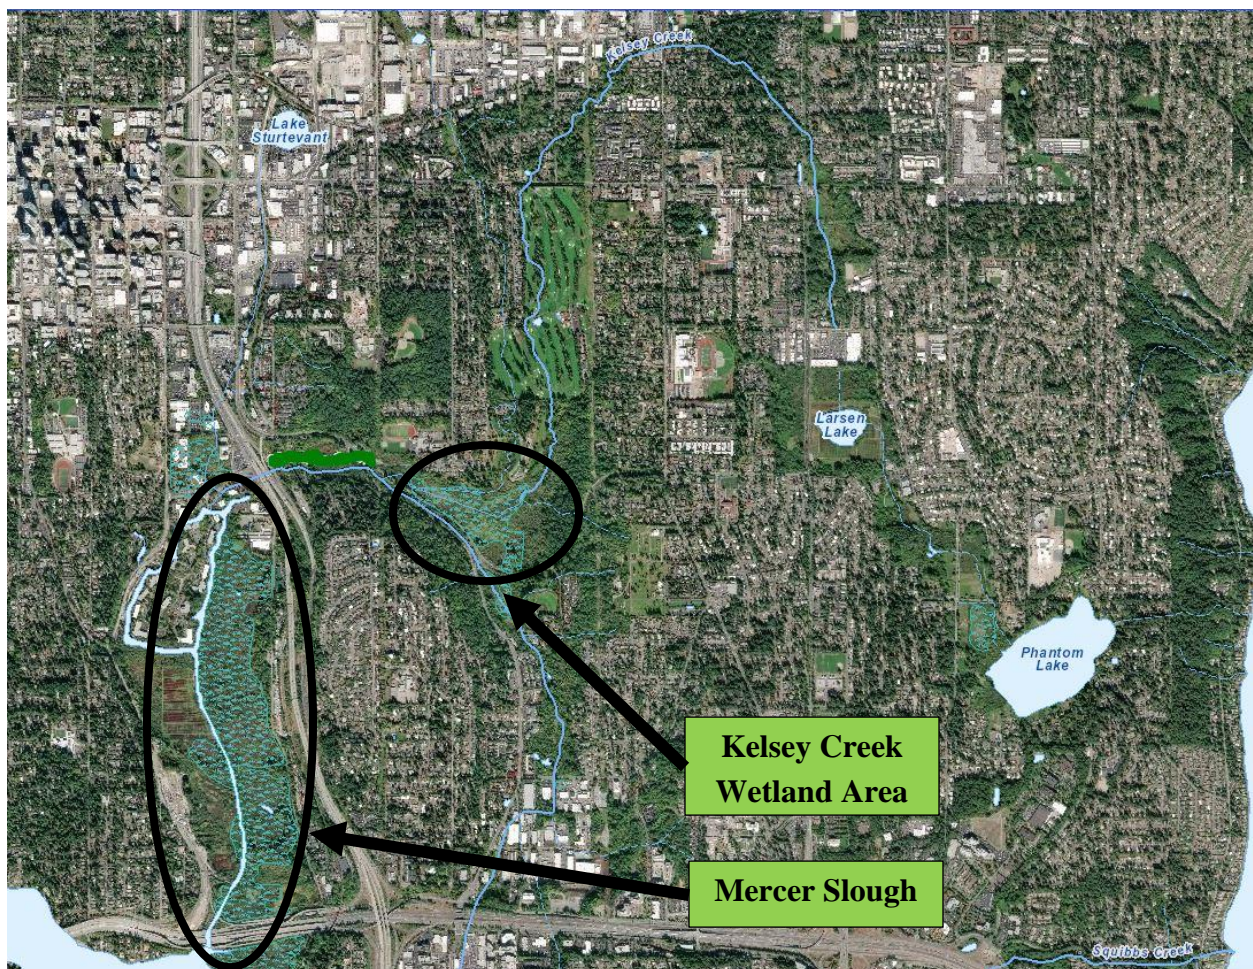 Kelsey Creek
Lake
Sturtevant
Larsen
Lake
Phantom
Lake
Kelsey Creek
Wetland Area
Mercer Slough
Squibbs Creek